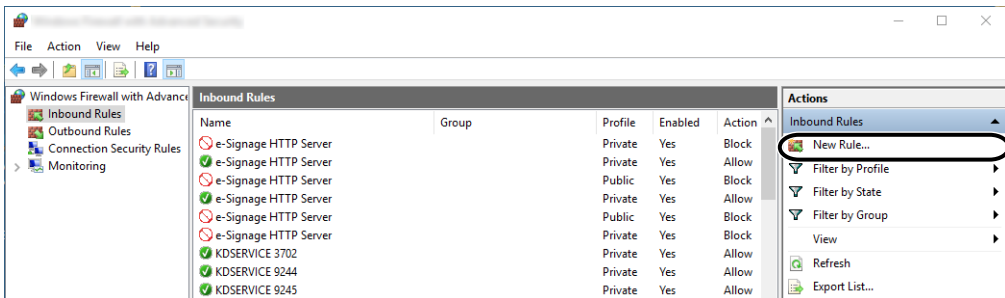 File Action View Help
Windows Firewall with Advance
Inbound Rules
Outbound Rules
Connection Security Rules
Monitoring
Inbound Rules
Name Group Profile Enabled Action
e-Signage HTTP Server Private Yes Block
e-Signage HTTP Server Private Yes Allow
e-Signage HTTP Server Public Yes Block
e-Signage HTTP Server Private Yes Allow
e-Signage HTTP Server Public Yes Block
e-Signage HTTP Server Private Yes Block
KDSERVICE 3702 Private Yes Allow
KDSERVICE 9244 Private Yes Allow
KDSERVICE 9245 Private Yes Allow
Actions
Inbound Rules
New Rule...
Filter by Profile
Filter by State
Filter by Group
View
Refresh
Export List...